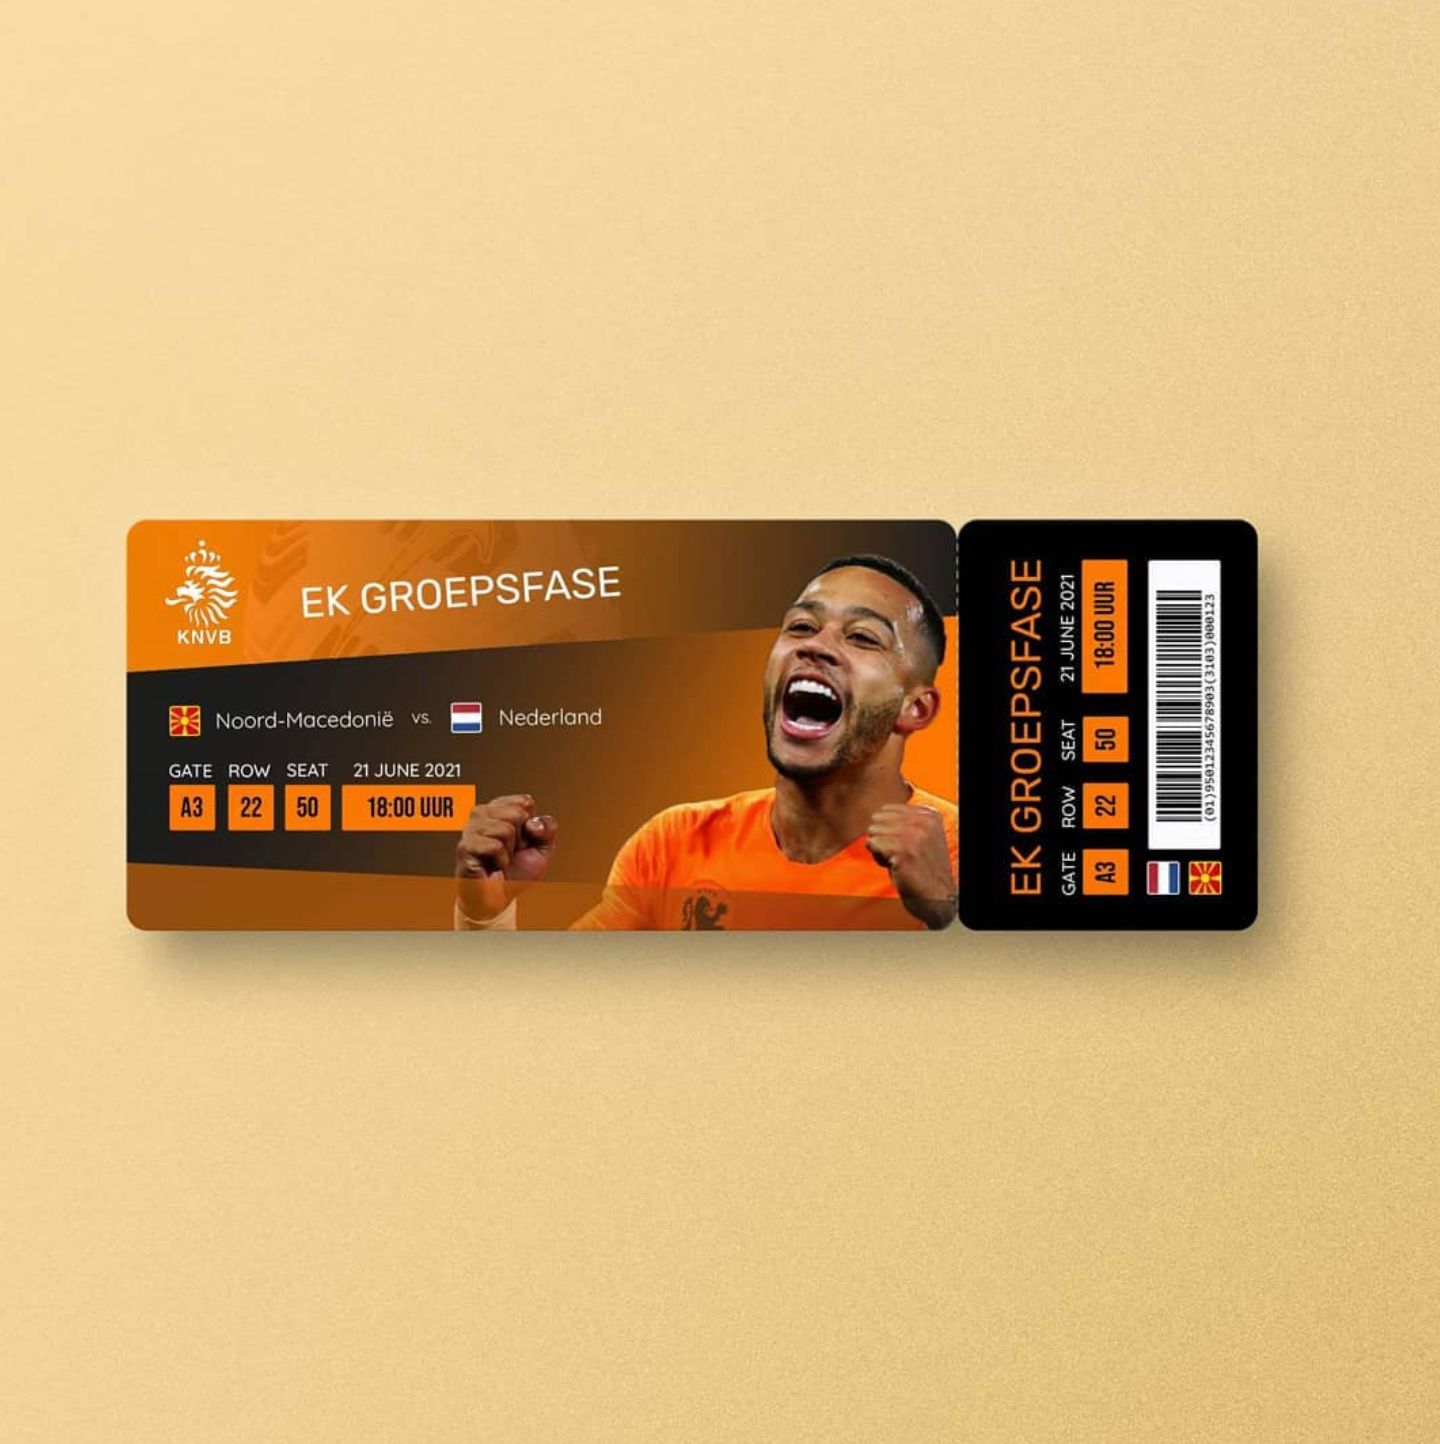 KNVB
EK GROEPSFASE
Noord-Macedonië vs. Nederland
GATE ROW SEAT 21 JUNE 2021
A3 22 50 18:00 UUR
EK GROEPSFASE
GATE ROW SEAT 21 JUNE 2021
A3 22 50 18:00 UUR
(01)95012345678903(3103)000123